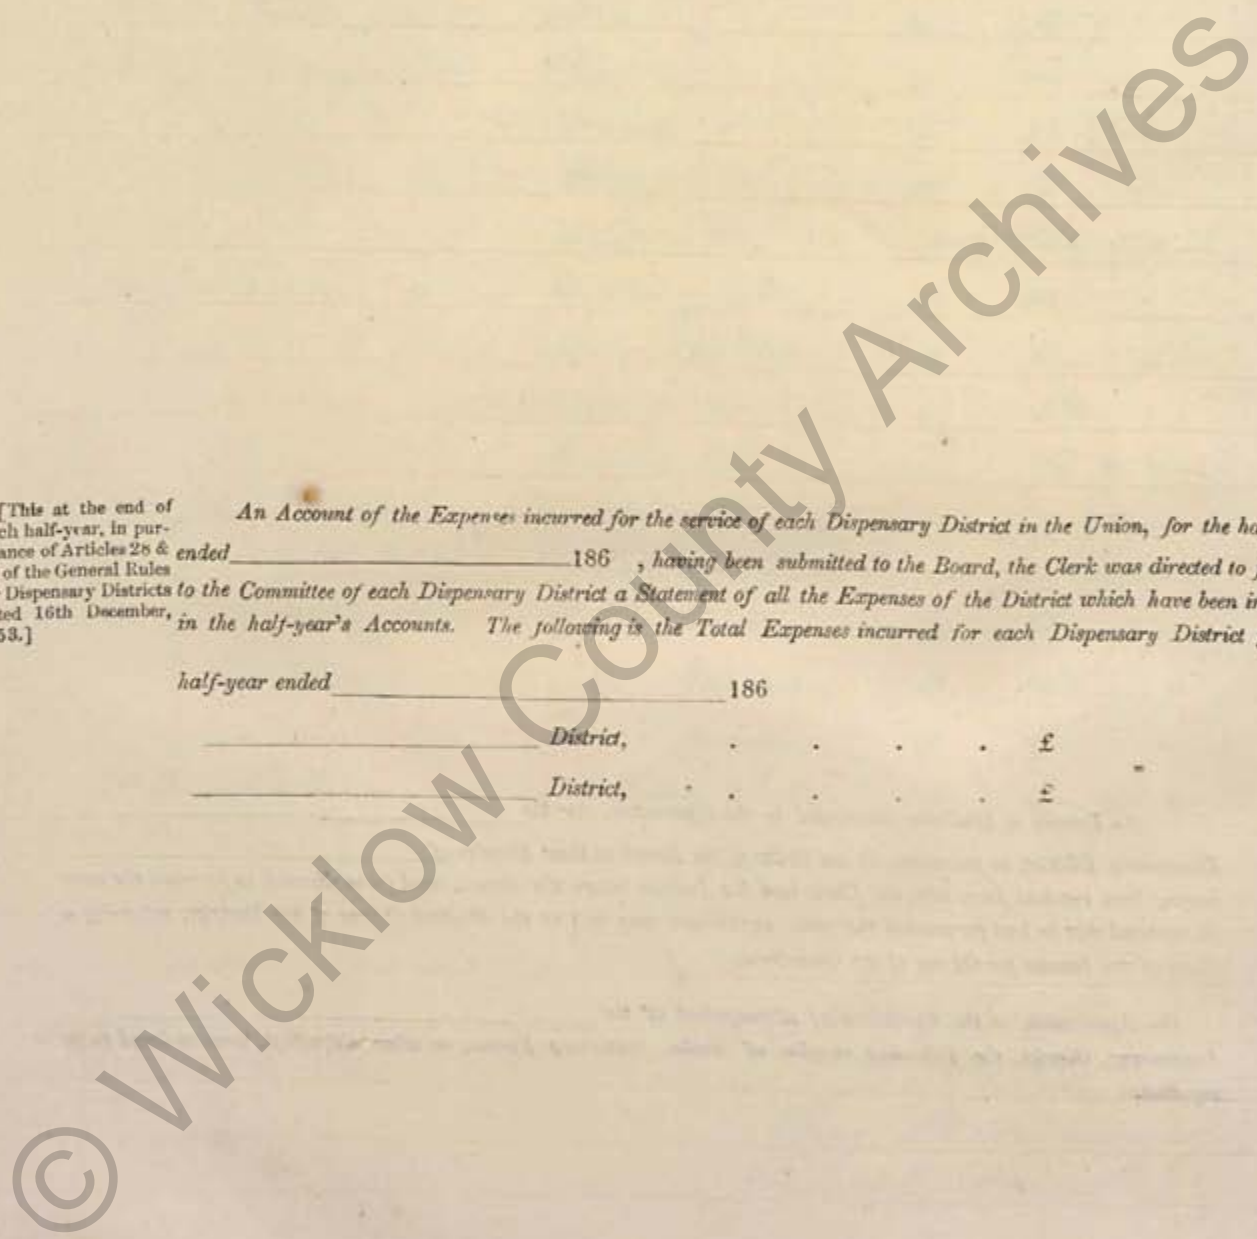 [This at the end of
ch half-year, in pur-
ance of Articles 28 &
of the General Rules
Dispensary Districts
ed 16th December,
53.]
An Account of the Expenses incurred for the service of each Dispensary District in the Union, for the ha
ended 186 , having been submitted to the Board, the Clerk was directed to
to the Committee of each Dispensary District a Statement of all the Expenses of the District which have been in
in the half-year's Accounts. The following is the Total Expenses incurred for each Dispensary District
half-year ended 186
District, . . . . £
District, . . . . £
© Wicklow County Archives